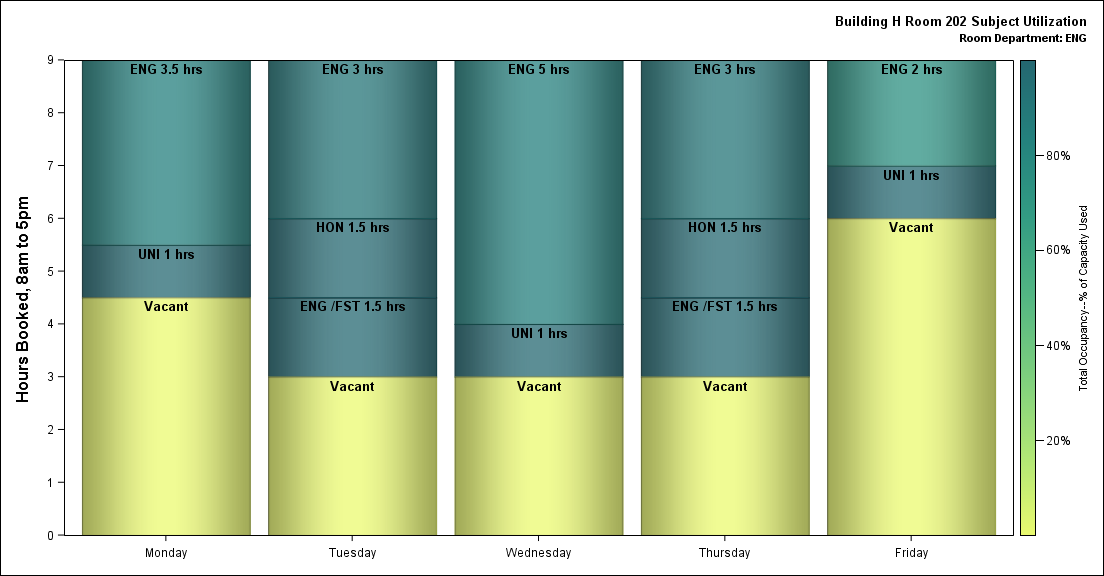 Building H Room 202 Subject Utilization
Room Department: ENG
Hours Booked, 8am to 5pm
9
8
7
6
5
4
3
2
1
0
ENG 3.5 hrs
UNI 1 hrs
Vacant
ENG 3 hrs
HON 1.5 hrs
ENG /FST 1.5 hrs
Vacant
ENG 5 hrs
UNI 1 hrs
Vacant
ENG 3 hrs
HON 1.5 hrs
ENG /FST 1.5 hrs
Vacant
ENG 2 hrs
UNI 1 hrs
Vacant
Monday
Tuesday
Wednesday
Thursday
Friday
80%
60%
40%
20%
Total Occupancy--% of Capacity Used